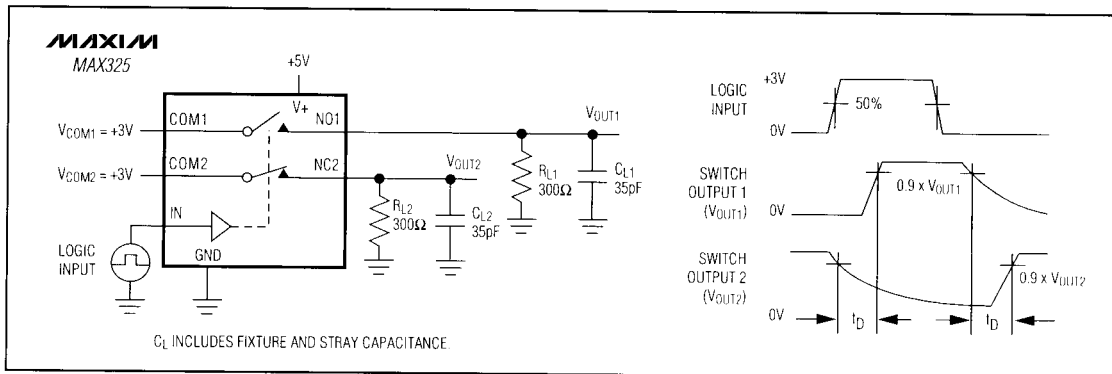 MAXIM
MAX325
+5V
V+
VCOM1 = +3V
COM1
NO1
VOUT1
VCOM2 = +3V
COM2
NC2
VOUT2
RL1
300Ω
CL1
35pF
RL2
300Ω
CL2
35pF
IN
LOGIC
INPUT
GND
CL INCLUDES FIXTURE AND STRAY CAPACITANCE.
LOGIC
INPUT
+3V
50%
0V
SWITCH
OUTPUT 1
(VOUT1)
0.9 x VOUT1
0V
SWITCH
OUTPUT 2
(VOUT2)
0.9 x VOUT2
0V
tD
tD